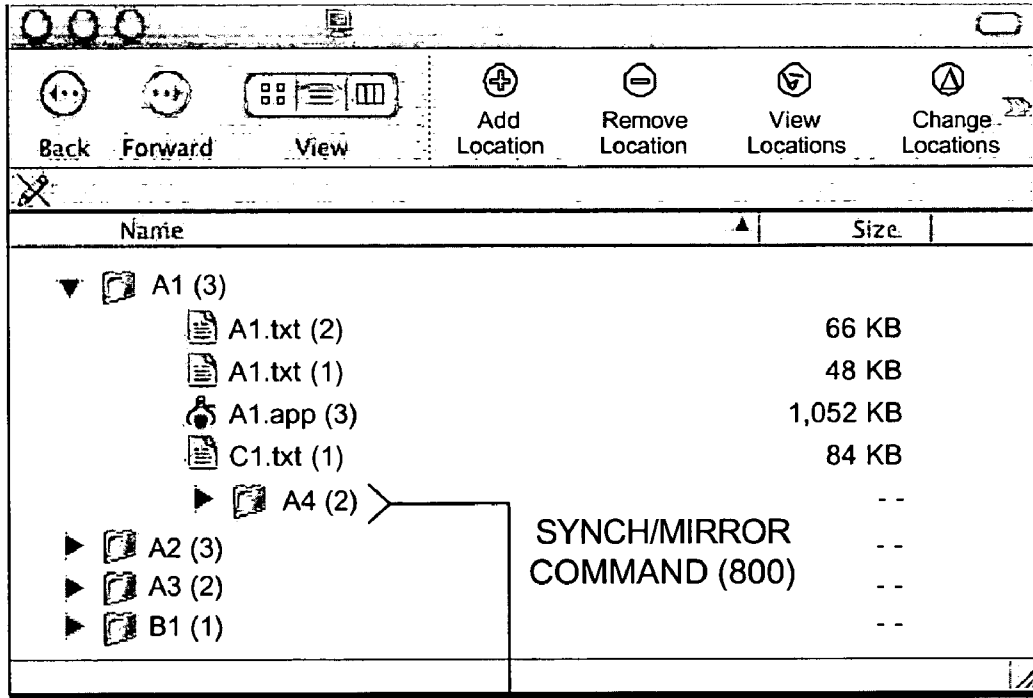 Back Forward View Add Location Remove Location View Locations Change Locations
Name Size
A1 (3)
A1.txt (2) 66 KB
A1.txt (1) 48 KB
A1.app (3) 1,052 KB
C1.txt (1) 84 KB
A4 (2) - -
SYNCH/MIRROR
COMMAND (800)
A2 (3) - -
A3 (2) - -
B1 (1) - -